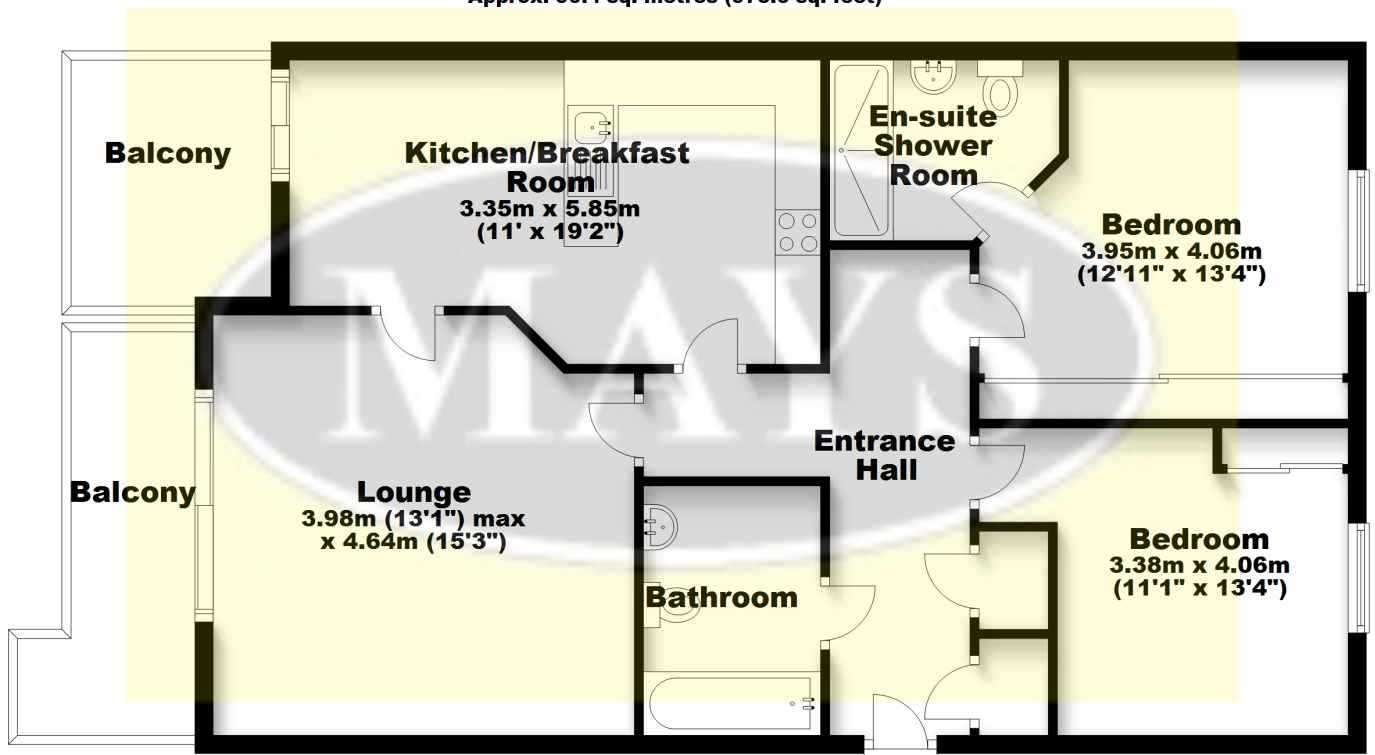 Balcony
Kitchen/Breakfast
Room
3.35m x 5.85m
(11' x 19'2")
En-suite
Shower
Room
Bedroom
3.95m x 4.06m
(12'11" x 13'4")
MAYS
Entrance
Hall
Balcony
Lounge
3.98m (13'1") max
x 4.64m (15'3")
Bathroom
Bedroom
3.38m x 4.06m
(11'1" x 13'4")